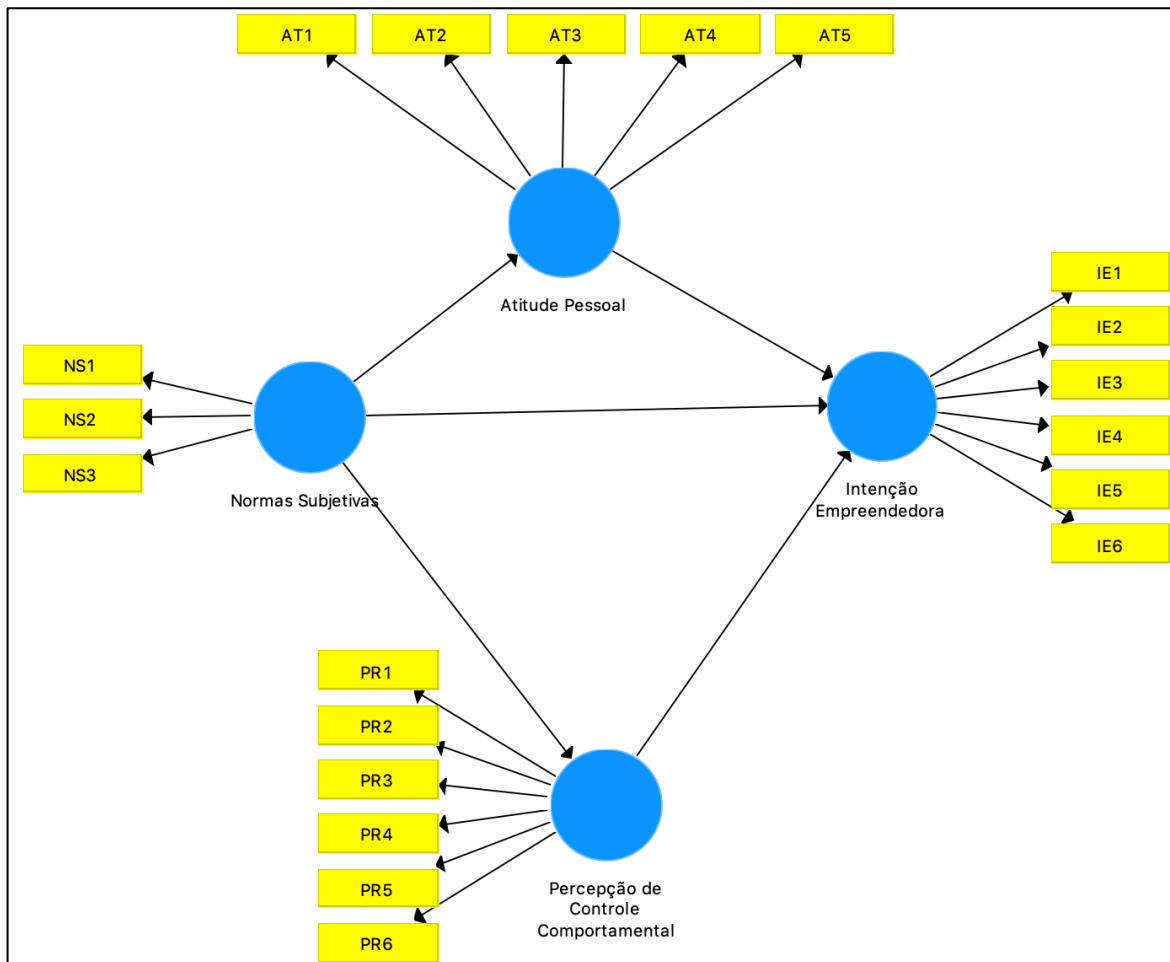 AT1
AT2
AT3
AT4
AT5
Atitude Pessoal
IE1
IE2
IE3
IE4
IE5
IE6
Intenção
Empreendedora
NS1
NS2
NS3
Normas Subjetivas
PR1
PR2
PR3
PR4
PR5
PR6
Percepção de
Controle
Comportamental